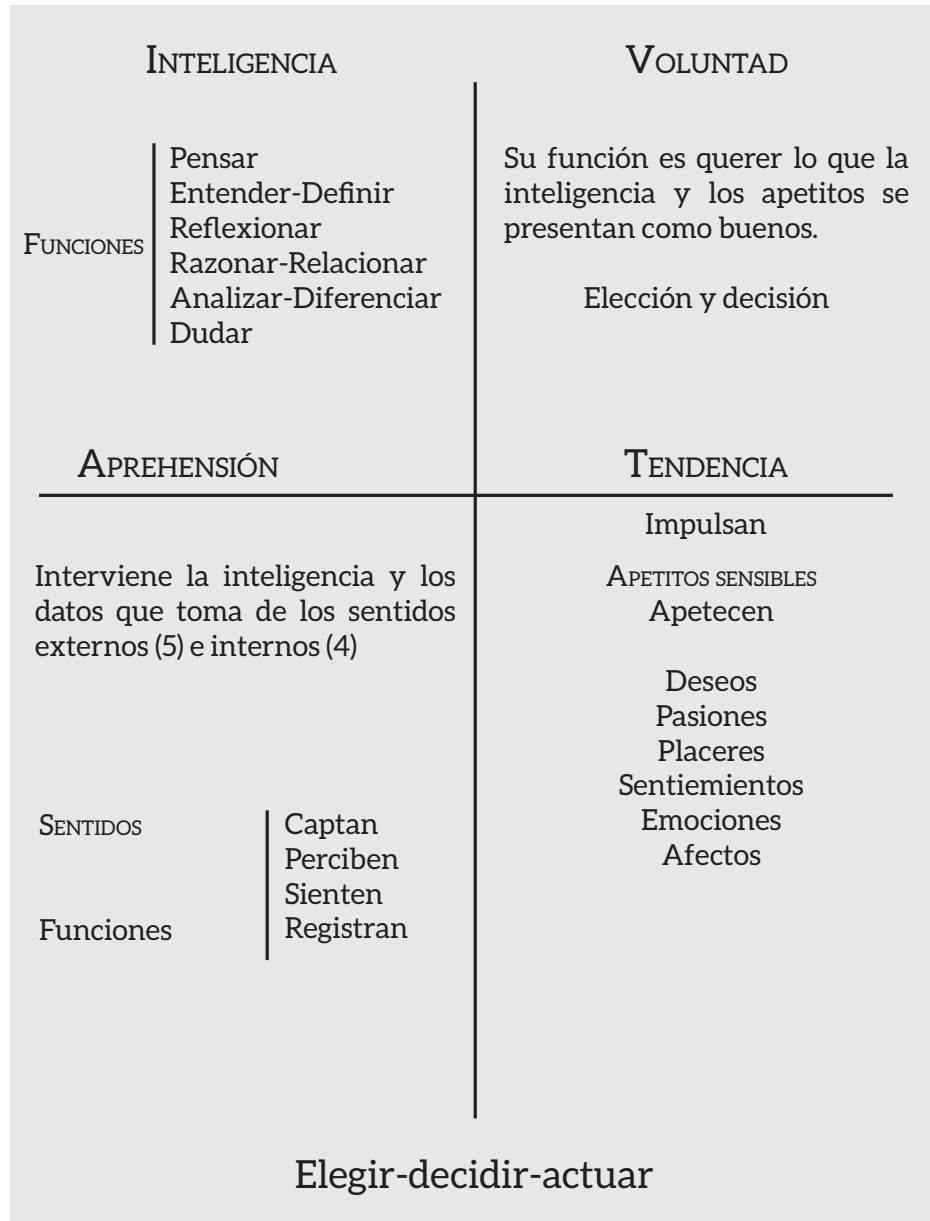 INTELIGENCIA
FUNCIONES
Pensar
Entender-Definir
Reflexionar
Razonar-Relacionar
Analizar-Diferenciar
Dudar
VOLUNTAD
Su función es querer lo que la
inteligencia y los apetitos se
presentan como buenos.
Elección y decisión
APREHENSIÓN
Interviene la inteligencia y los
datos que toma de los sentidos
externos (5) e internos (4)
SENTIDOS
Funciones
Captan
Perciben
Sienten
Registran
TENDENCIA
Impulsan
APETITOS SENSIBLES
Apetecen
Deseos
Pasiones
Placeres
Sentiemientos
Emociones
Afectos
Elegir-decidir-actuar